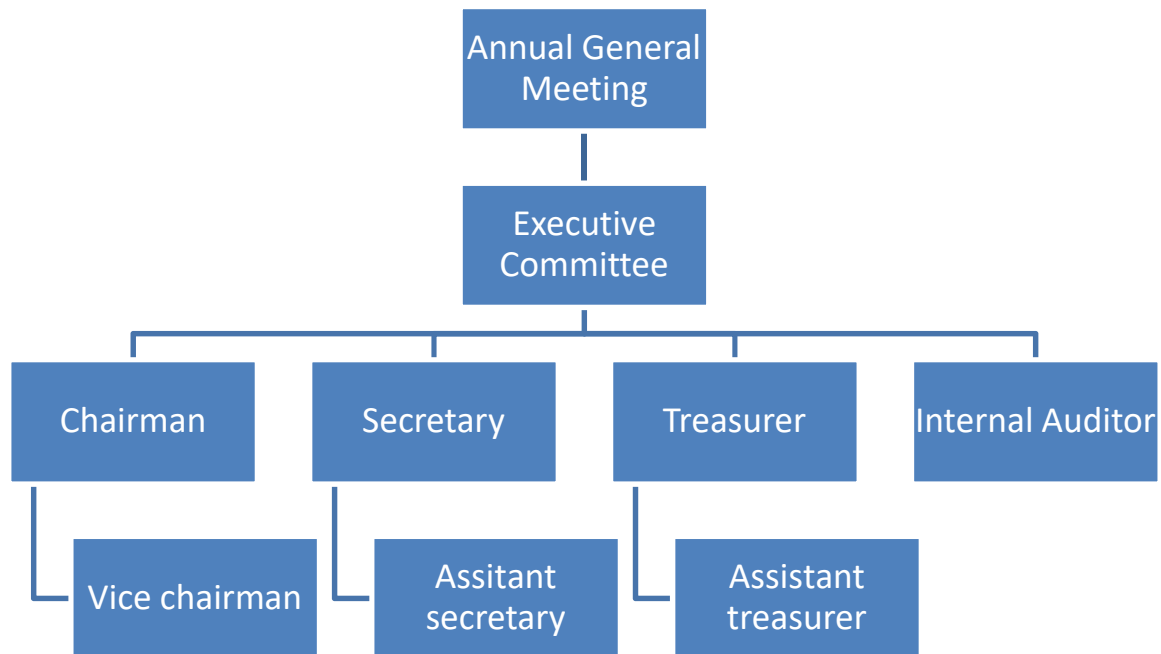 Annual General
Meeting
Executive
Committee
Chairman
Secretary
Treasurer
Internal Auditor
Vice chairman
Assitant
secretary
Assistant
treasurer